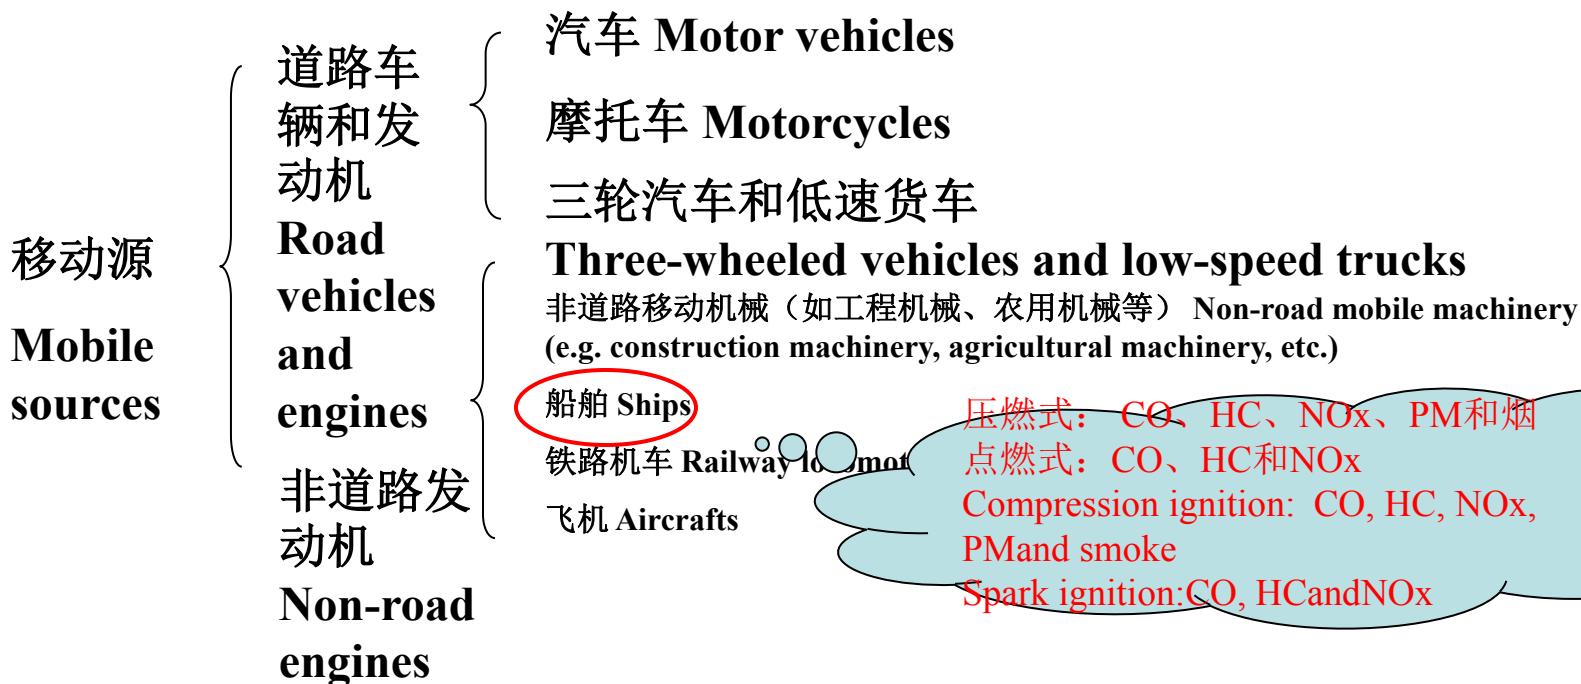 移动源
Mobile
sources
道路车
辆和发
动机
Road
vehicles
and
engines
非道路发
动机
Non-road
engines
汽车 Motor vehicles
摩托车 Motorcycles
三轮汽车和低速货车
Three-wheeled vehicles and low-speed trucks
非道路移动机械（如工程机械、农用机械等） Non-road mobile machinery
(e.g. construction machinery, agricultural machinery, etc.)
船舶 Ships
铁路机车 Railway
飞机 Aircrafts
压燃式： CO、HC、NOx、PM和烟
点燃式：CO、HC和NOx
Compression ignition: CO, HC, NOx,
PMand smoke
Spark ignition:CO, HCandNOx